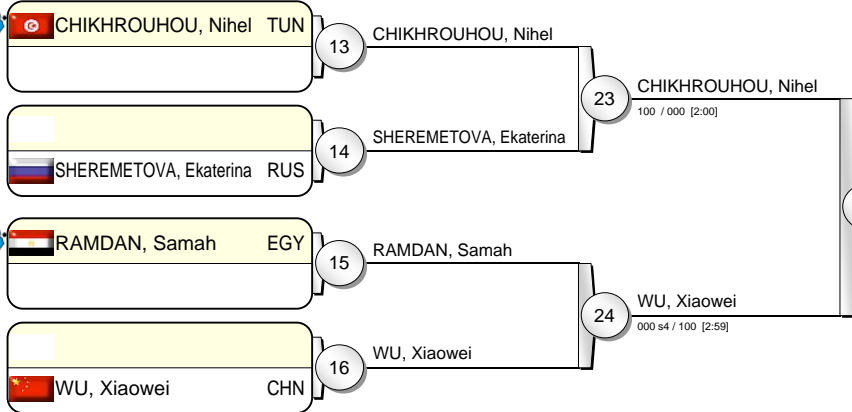 CHIKHROUHOU, Nihel TUN
13
CHIKHROUHOU, Nihel
23
CHIKHROUHOU, Nihel
100 / 000 [2:00]
14
SHEREMETOVA, Ekaterina
SHEREMETOVA, Ekaterina RUS
RAMDAN, Samah EGY
15
RAMDAN, Samah
24
WU, Xiaowei
000 s4 / 100 [2:59]
16
WU, Xiaowei
WU, Xiaowei CHN